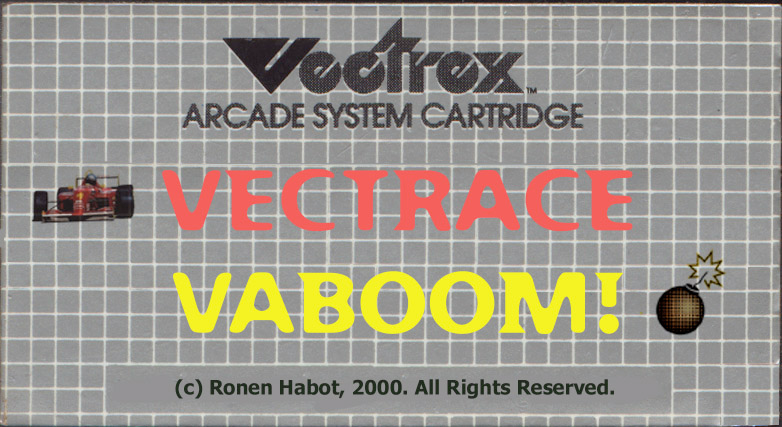 Vectrex™
ARCADE SYSTEM CARTRIDGE
VECTRACE
VABOOM!
(c) Ronen Habot, 2000. All Rights Reserved.